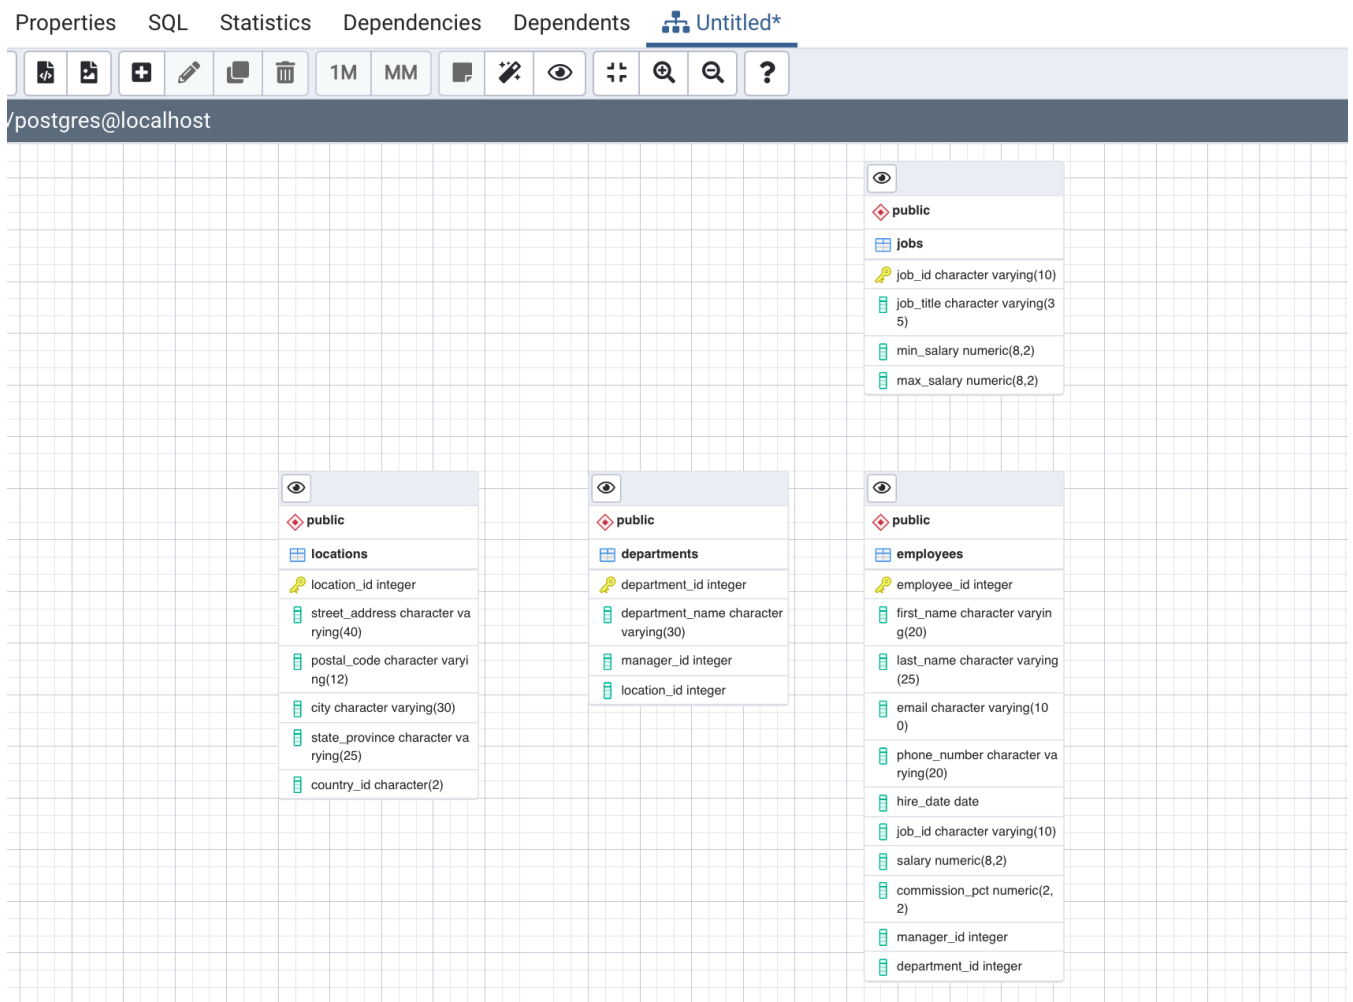 Properties SQL Statistics Dependencies Dependents Untitled*
1M MM ?
/postgres@localhost
public
jobs
job_id character varying(10)
job_title character varying(3
5)
min_salary numeric(8,2)
max_salary numeric(8,2)
public
locations
location_id integer
street_address character va
rying(40)
postal_code character varyi
ng(12)
city character varying(30)
state_province character va
rying(25)
country_id character(2)
public
departments
department_id integer
department_name character
varying(30)
manager_id integer
location_id integer
public
employees
employee_id integer
first_name character varyin
g(20)
last_name character varying
(25)
email character varying(10
0)
phone_number character va
rying(20)
hire_date date
job_id character varying(10)
salary numeric(8,2)
commission_pct numeric(2,
2)
manager_id integer
department_id integer